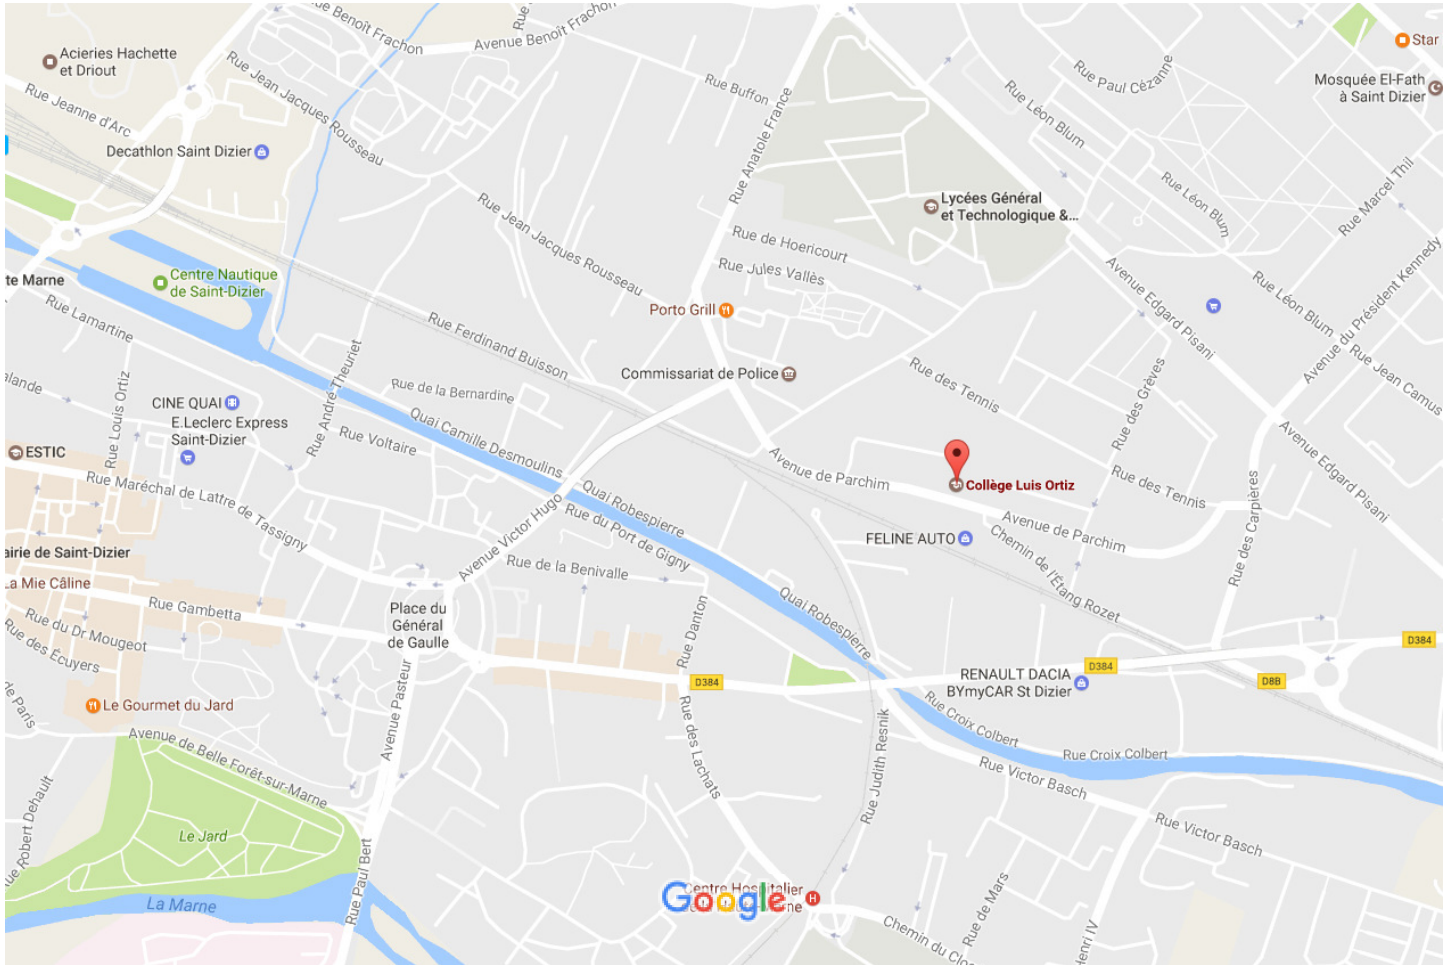 Rue Benoît Frachon
Avenue Benoît Frachon
Rue
Star
Acieries Hachette
et Driout
Rue Paul Cézanne
Mosquée El-Fath
à Saint Dizier
Rue Jean Jacques Rousseau
Rue Buffon
Rue Léon Blum
Rue Jeanne d'Arc
Rue Anatole France
Decathlon Saint Dizier
Rue Marcel Thil
Rue Léon Blum
Lycées Général
et Technologique &...
Rue Jean Jacques Rousseau
Rue de Hoericourt
Rue Jules Vallès
Avenue Edgard Pisani
Avenue du Président Kennedy
Rue Léon Blum
te Marne
Centre Nautique
de Saint-Dizier
Porto Grill
Rue Lamartine
Rue Ferdinand Buisson
Rue Jean Camus
Commissariat de Police
Rue des Tennis
Rue des Grèves
alande
Rue Louis Ortiz
Rue André Theuriet
Rue de la Bernardine
CINE QUAI
E.Leclerc Express
Saint-Dizier
Rue Voltaire
Quai Camille Desmoulins
Avenue Edgard Pisani
ESTIC
Avenue de Parchim
Collège Luis Ortiz
Rue des Tennis
Rue Maréchal de Lattre de Tassigny
Quai Robespierre
Avenue Victor Hugo
Rue du Port de Gigny
Avenue de Parchim
Rue des Carpières
FELINE AUTO
Chemin de l'Étang Rozet
airie de Saint-Dizier
Rue de la Benivalle
La Mie Câline
Rue Gambetta
Place du
Général
de Gaulle
Quai Robespierre
Rue du Dr Mougeot
Rue des Écuyers
Rue Danton
D384
D384
D384
D8B
RENAULT DACIA
BYmyCAR St Dizier
Avenue Pasteur
de Paris
Le Gourmet du Jard
Rue des Lachats
Rue Judith Resnik
Rue Croix Colbert
Rue Croix Colbert
Avenue de Belle Forêt-sur-Marne
Rue Victor Basch
Rue Victor Basch
Rue Robert Dehault
Le Jard
Rue Paul Bert
La Marne
Centre Hospitalier
Google
H
Rue de Mars
Chemin du Clos
Henri IV